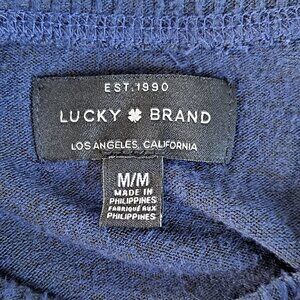 EST.1990
LUCKY BRAND
LOS ANGELES, CALIFORNIA
M/M
MADE IN
PHILIPPINES
FABRIQUÉ AUX
PHILIPPINES